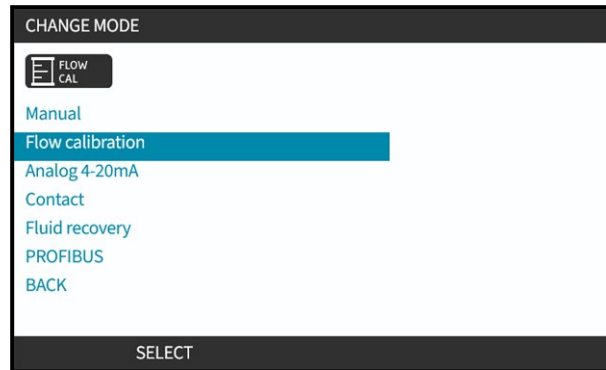 CHANGE MODE
FLOW
CAL
Manual
Flow calibration
Analog 4-20mA
Contact
Fluid recovery
PROFIBUS
BACK
SELECT